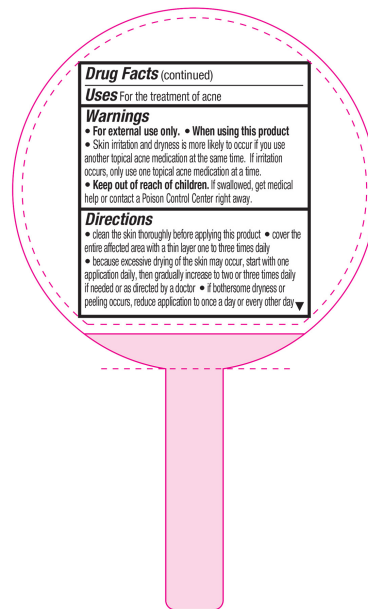 Drug Facts (continued)
Uses For the treatment of acne
Warnings
• For external use only. • When using this product
• Skin irritation and dryness is more likely to occur if you use
another topical acne medication at the same time. If irritation
occurs, only use one topical acne medication at a time.
• Keep out of reach of children. If swallowed, get medical
help or contact a Poison Control Center right away.
Directions
• clean the skin thoroughly before applying this product • cover the
entire affected area with a thin layer one to three times daily
• because excessive drying of the skin may occur, start with one
application daily, then gradually increase to two or three times daily
if needed or as directed by a doctor • if bothersome dryness or
peeling occurs, reduce application to once a day or every other day ▼